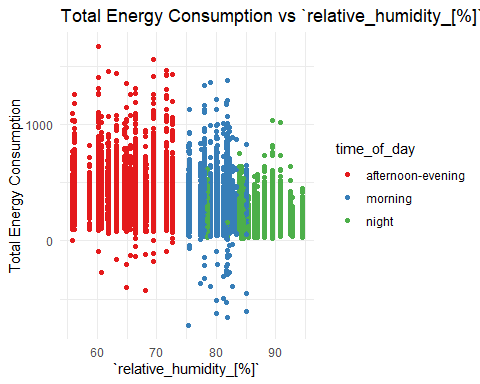 Total Energy Consumption vs `relative_humidity_[%]`
1000
0
Total Energy Consumption
60
70
80
90
`relative_humidity_[%]`
time_of_day
afternoon-evening
morning
night